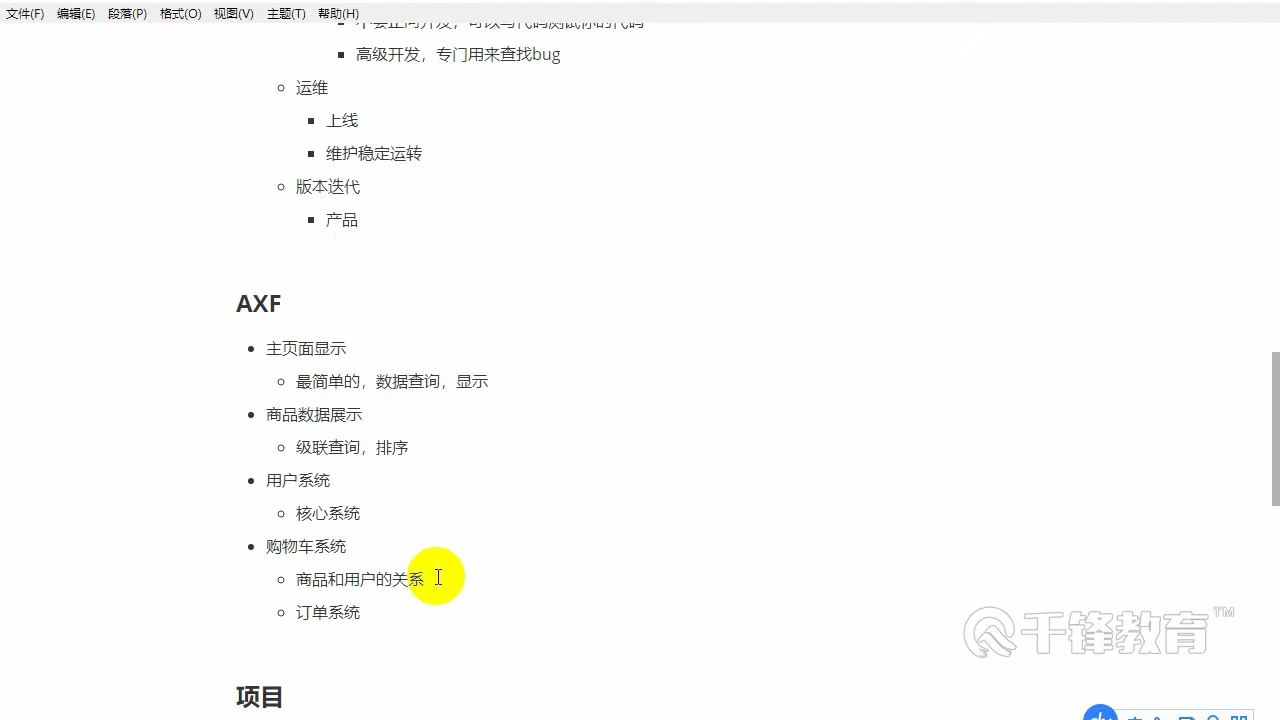 文件(F) 编辑(E) 段落(P) 格式(O) 视图(V) 主题(T) 帮助(H)
高级开发，专门用来查找bug
运维
上线
维护稳定运转
版本迭代
产品
AXF
主页面显示
最简单的，数据查询，显示
商品数据展示
级联查询，排序
用户系统
核心系统
购物车系统
商品和用户的关系
订单系统
千锋教育™
项目